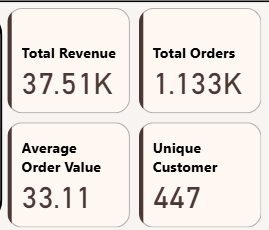 Total Revenue
37.51K
Total Orders
1.133K
Average
Order Value
33.11
Unique
Customer
447